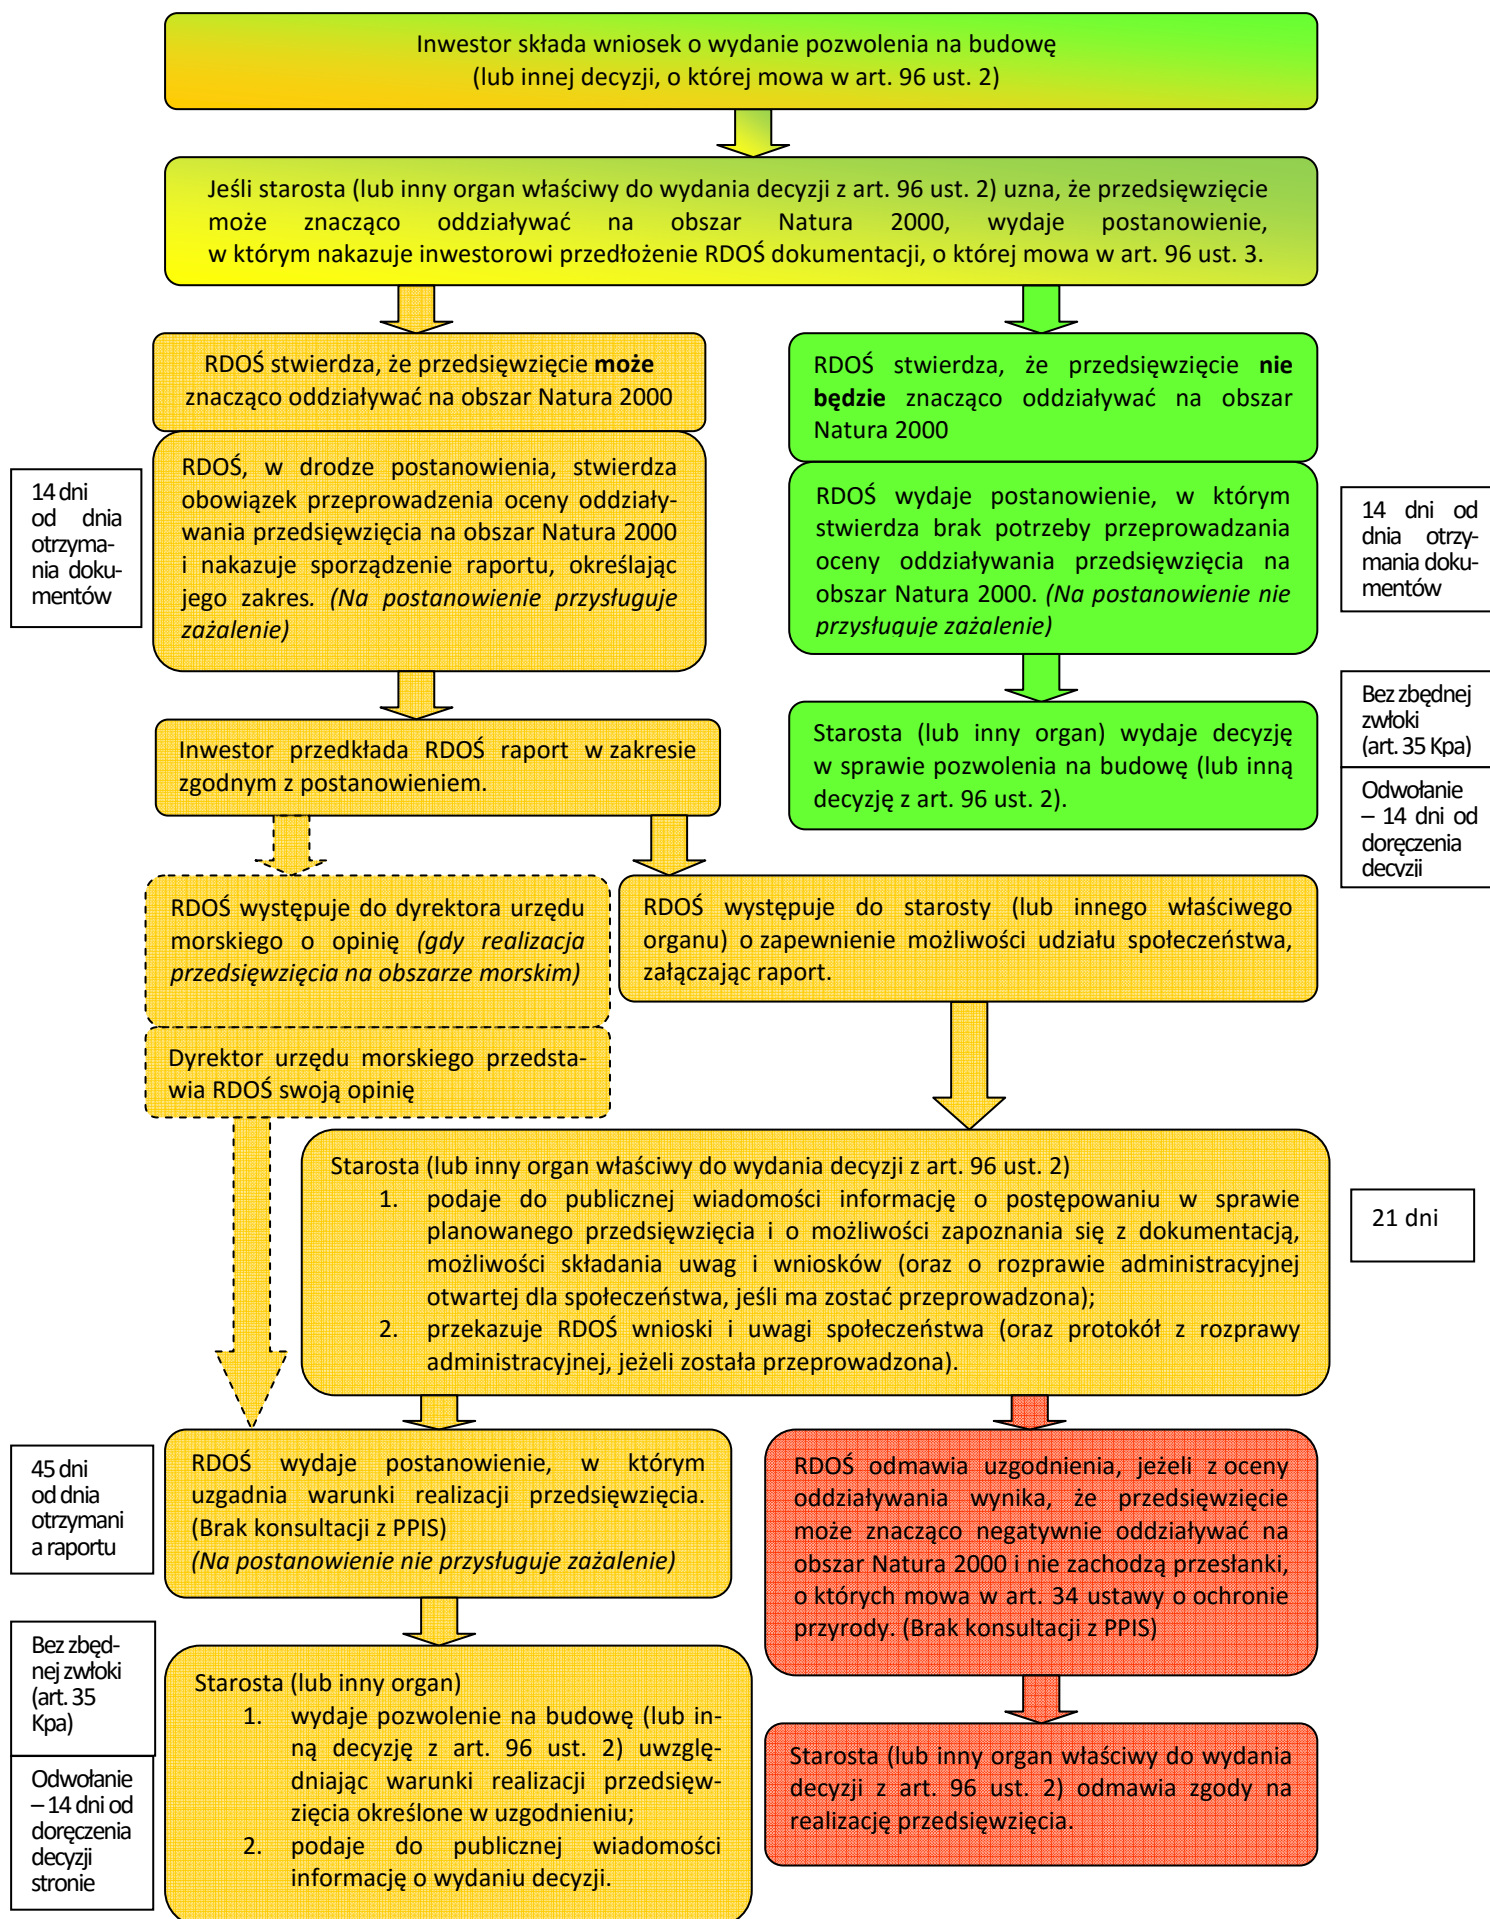 Inwestor składa wniosek o wydanie pozwolenia na budowę
(lub innej decyzji, o której mowa w art. 96 ust. 2)
Jeśli starosta (lub inny organ właściwy do wydania decyzji z art. 96 ust. 2) uzna, że przedsięwzięcie
może znacząco oddziaływać na obszar Natura 2000, wydaje postanowienie,
w którym nakazuje inwestorowi przedłożenie RDOŚ dokumentacji, o której mowa w art. 96 ust. 3.
RDOŚ stwierdza, że przedsięwzięcie może
znacząco oddziaływać na obszar Natura 2000
RDOŚ stwierdza, że przedsięwzięcie nie
będzie znacząco oddziaływać na obszar
Natura 2000
14 dni
od dnia
otrzyma-
nia doku-
mentów
RDOŚ, w drodze postanowienia, stwierdza
obowiązek przeprowadzenia oceny oddziały-
wania przedsięwzięcia na obszar Natura 2000
i nakazuje sporządzenie raportu, określając
jego zakres. (Na postanowienie przysługuje
zażalenie)
RDOŚ wydaje postanowienie, w którym
stwierdza brak potrzeby przeprowadzania
oceny oddziaływania przedsięwzięcia na
obszar Natura 2000. (Na postanowienie nie
przysługuje zażalenie)
14 dni od
dnia otrzy-
mania doku-
mentów
Inwestor przedkłada RDOŚ raport w zakresie
zgodnym z postanowieniem.
Starosta (lub inny organ) wydaje decyzję
w sprawie pozwolenia na budowę (lub inną
decyzję z art. 96 ust. 2).
Bez zbędnej
zwłoki
(art. 35 Kpa)
Odwołanie
– 14 dni od
doręczenia
decyzji
RDOŚ występuje do dyrektora urzędu
morskiego o opinię (gdy realizacja
przedsięwzięcia na obszarze morskim)
RDOŚ występuje do starosty (lub innego właściwego
organu) o zapewnienie możliwości udziału społeczeństwa,
załączając raport.
Dyrektor urzędu morskiego przedsta-
wia RDOŚ swoją opinię
Starosta (lub inny organ właściwy do wydania decyzji z art. 96 ust. 2)
1. podaje do publicznej wiadomości informację o postępowaniu w sprawie
planowanego przedsięwzięcia i o możliwości zapoznania się z dokumentacją,
możliwości składania uwag i wniosków (oraz o rozprawie administracyjnej
otwartej dla społeczeństwa, jeśli ma zostać przeprowadzona);
2. przekazuje RDOŚ wnioski i uwagi społeczeństwa (oraz protokół z rozprawy
administracyjnej, jeżeli została przeprowadzona).
21 dni
45 dni
od dnia
otrzymani
a raportu
RDOŚ wydaje postanowienie, w którym
uzgadnia warunki realizacji przedsięwzięcia.
(Brak konsultacji z PPIS)
(Na postanowienie nie przysługuje zażalenie)
RDOŚ odmawia uzgodnienia, jeżeli z oceny
oddziaływania wynika, że przedsięwzięcie
może znacząco negatywnie oddziaływać na
obszar Natura 2000 i nie zachodzą przesłanki,
o których mowa w art. 34 ustawy o ochronie
przyrody. (Brak konsultacji z PPIS)
Bez zbęd-
nej zwłoki
(art. 35
Kpa)
Odwołanie
– 14 dni od
doręczenia
decyzji
stronie
Starosta (lub inny organ)
1. wydaje pozwolenie na budowę (lub in-
ną decyzję z art. 96 ust. 2) uwzglę-
dniając warunki realizacji przedsięw-
zięcia określone w uzgodnieniu;
2. podaje do publicznej wiadomości
informację o wydaniu decyzji.
Starosta (lub inny organ właściwy do wydania
decyzji z art. 96 ust. 2) odmawia zgody na
realizację przedsięwzięcia.